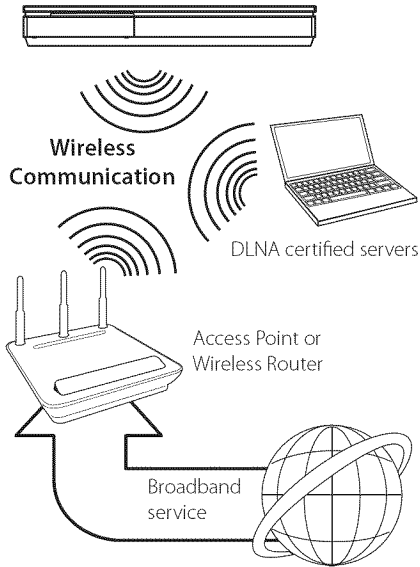 Wireless
Communication
DLNA certified servers
Access Point or
Wireless Router
Broadband
service